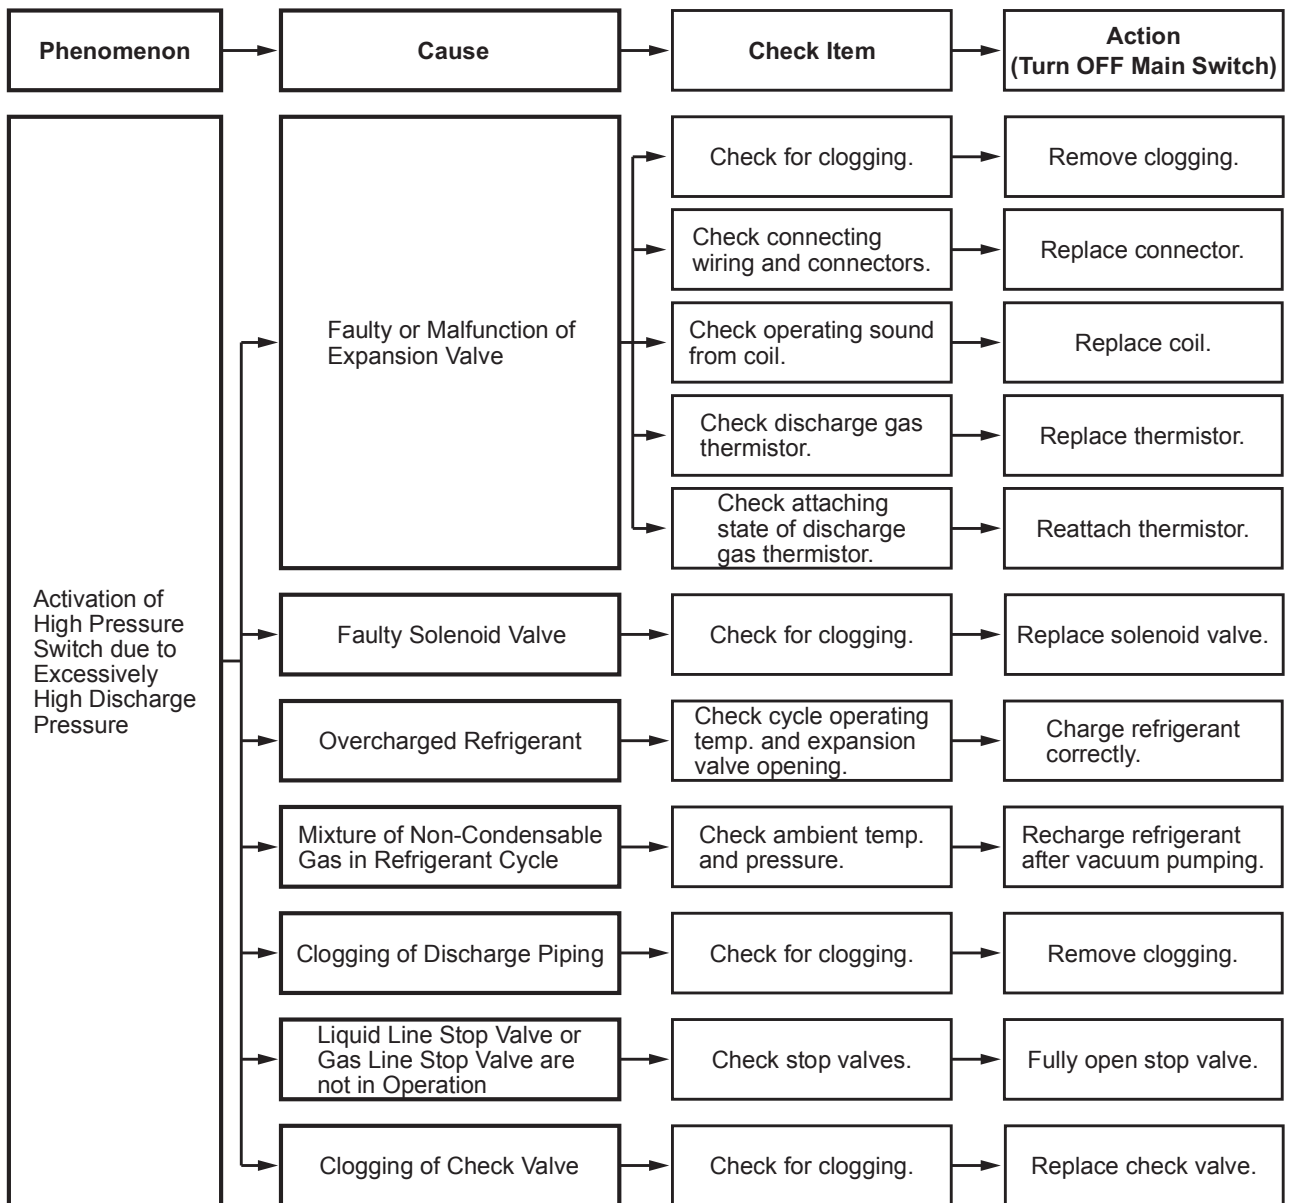 Phenomenon
Cause
Check Item
Action
(Turn OFF Main Switch)
Activation of
High Pressure
Switch due to
Excessively
High Discharge
Pressure
Faulty or Malfunction of
Expansion Valve
Check for clogging.
Remove clogging.
Check connecting
wiring and connectors.
Replace connector.
Check operating sound
from coil.
Replace coil.
Check discharge gas
thermistor.
Replace thermistor.
Check attaching
state of discharge
gas thermistor.
Reattach thermistor.
Faulty Solenoid Valve
Check for clogging.
Replace solenoid valve.
Overcharged Refrigerant
Check cycle operating
temp. and expansion
valve opening.
Charge refrigerant
correctly.
Mixture of Non-Condensable
Gas in Refrigerant Cycle
Check ambient temp.
and pressure.
Recharge refrigerant
after vacuum pumping.
Clogging of Discharge Piping
Check for clogging.
Remove clogging.
Liquid Line Stop Valve or
Gas Line Stop Valve are
not in Operation
Check stop valves.
Fully open stop valve.
Clogging of Check Valve
Check for clogging.
Replace check valve.